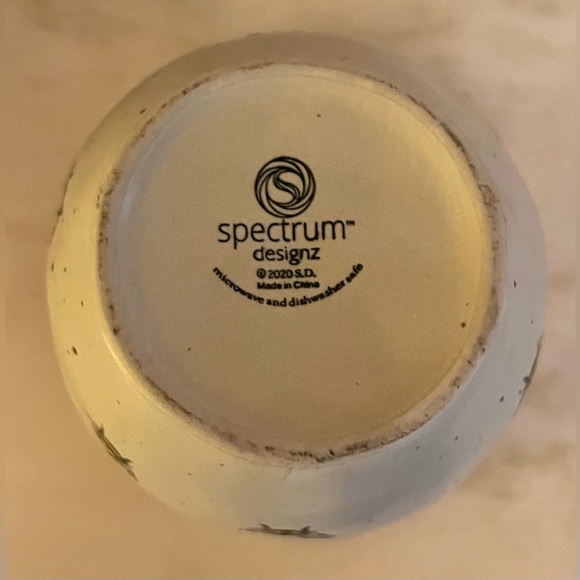 spectrum™
designz
© 2020 S.D.
Made in China
microwave and dishwasher safe